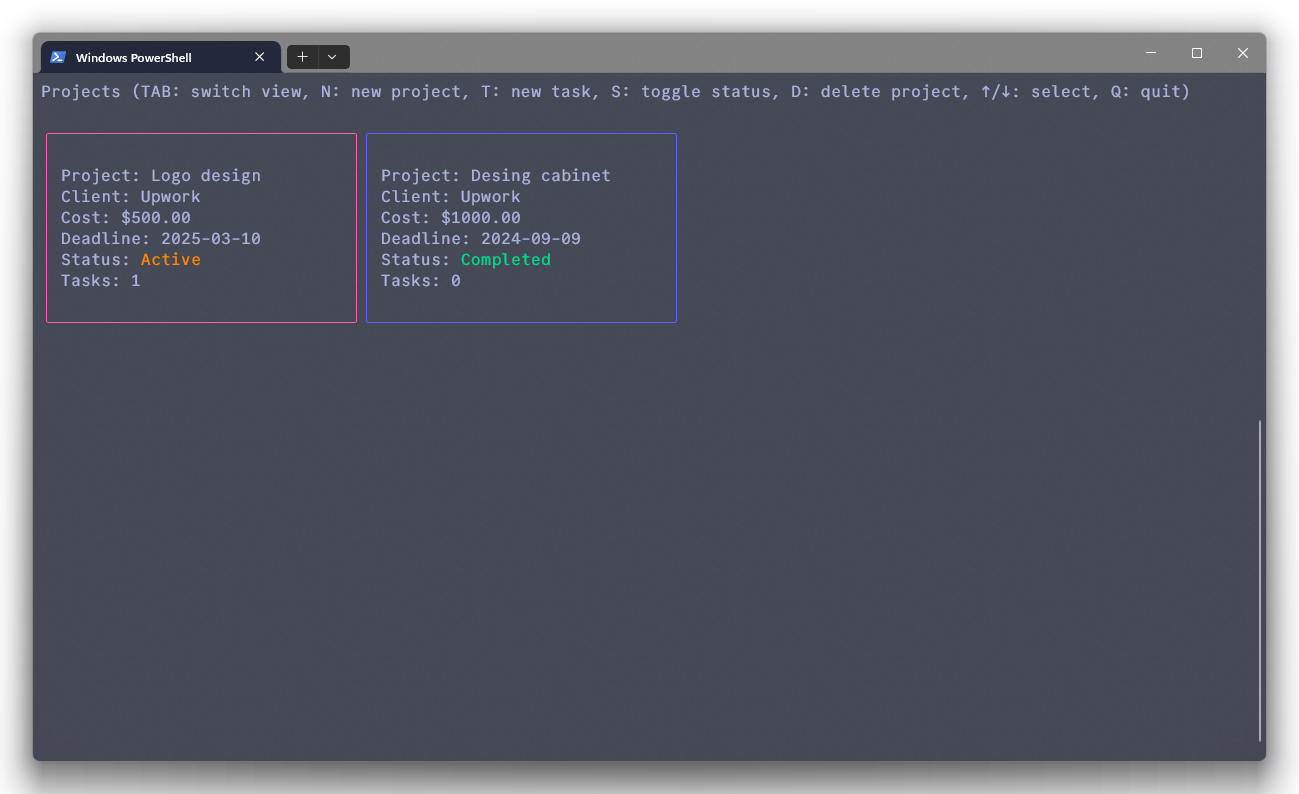 Windows PowerShell
Projects (TAB: switch view, N: new project, T: new task, S: toggle status, D: delete project, ↑/↓: select, Q: quit)
Project: Logo design
Client: Upwork
Cost: $500.00
Deadline: 2025-03-10
Status: Active
Tasks: 1
Project: Desing cabinet
Client: Upwork
Cost: $1000.00
Deadline: 2024-09-09
Status: Completed
Tasks: 0